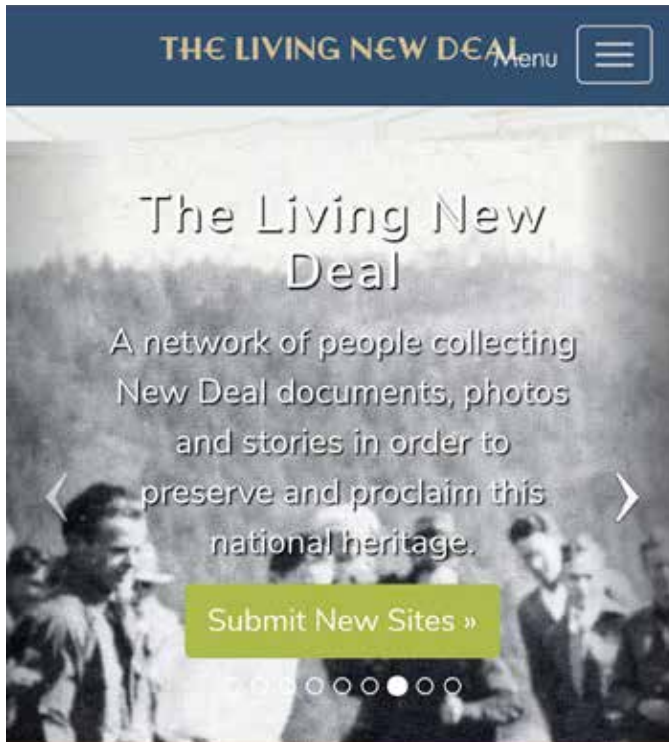 THE LIVING NEW DEAL
Menu
The Living New
Deal
A network of people collecting
New Deal documents, photos
and stories in order to
preserve and proclaim this
national heritage.
Submit New Sites »